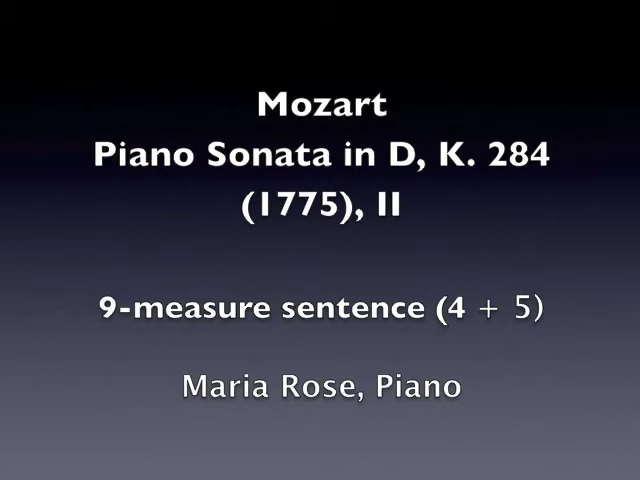 Mozart
Piano Sonata in D, K. 284
(1775), II
9-measure sentence (4 + 5)
Maria Rose, Piano